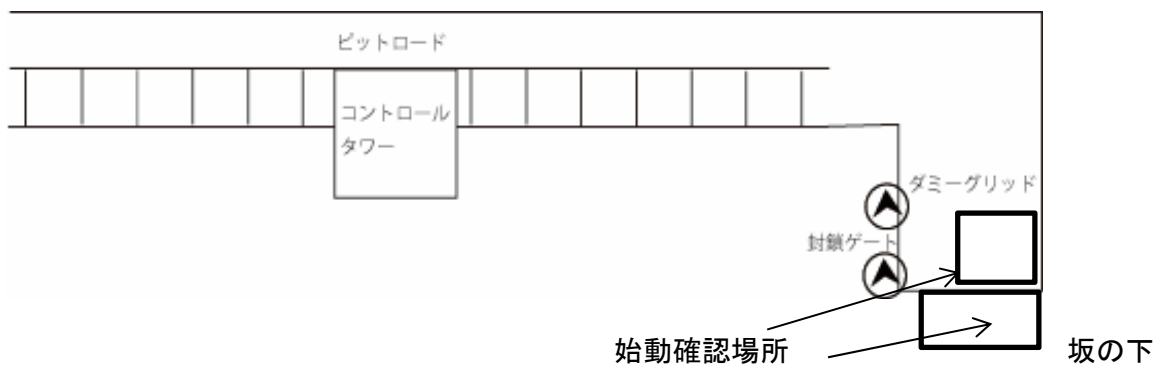 ピットロード
コントロール
タワー
ダミーグリッド
封鎖ゲート
始動確認場所
坂の下